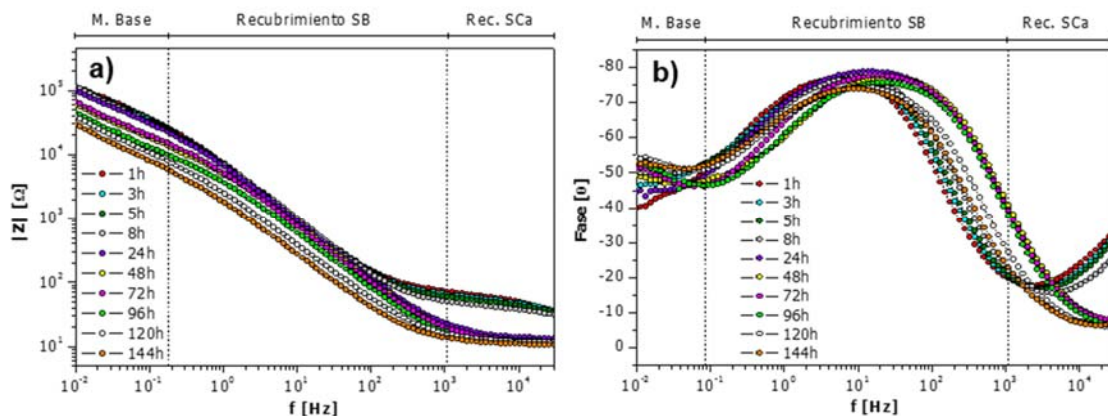 M. Base Recubrimiento SB Rec. SCa
a)
10^5
10^4
10^3
10^2
10^1
|Z| [Ω]
1h
3h
5h
8h
24h
48h
72h
96h
120h
144h
10^-2 10^-1 10^0 10^1 10^2 10^3 10^4
f [Hz]
M. Base Recubrimiento SB Rec. SCa
b)
-80
-70
-60
-50
-40
-30
-20
-10
0
Fase [θ]
1h
3h
5h
8h
24h
48h
72h
96h
120h
144h
10^-2 10^-1 10^0 10^1 10^2 10^3 10^4
f [Hz]